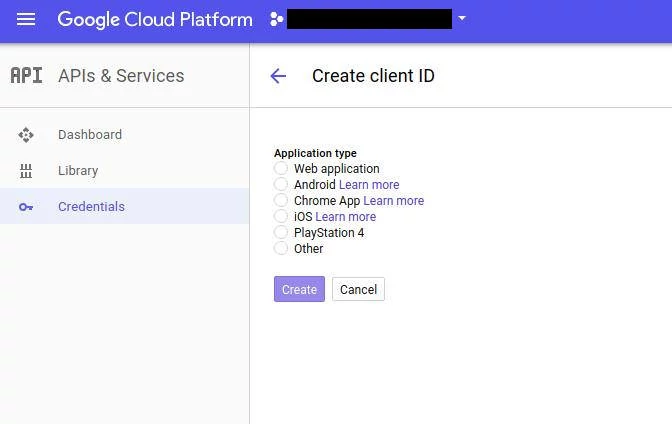 Google Cloud Platform
API APIs & Services
Create client ID
Dashboard
Library
Credentials
Application type
Web application
Android Learn more
Chrome App Learn more
iOS Learn more
PlayStation 4
Other
Create Cancel